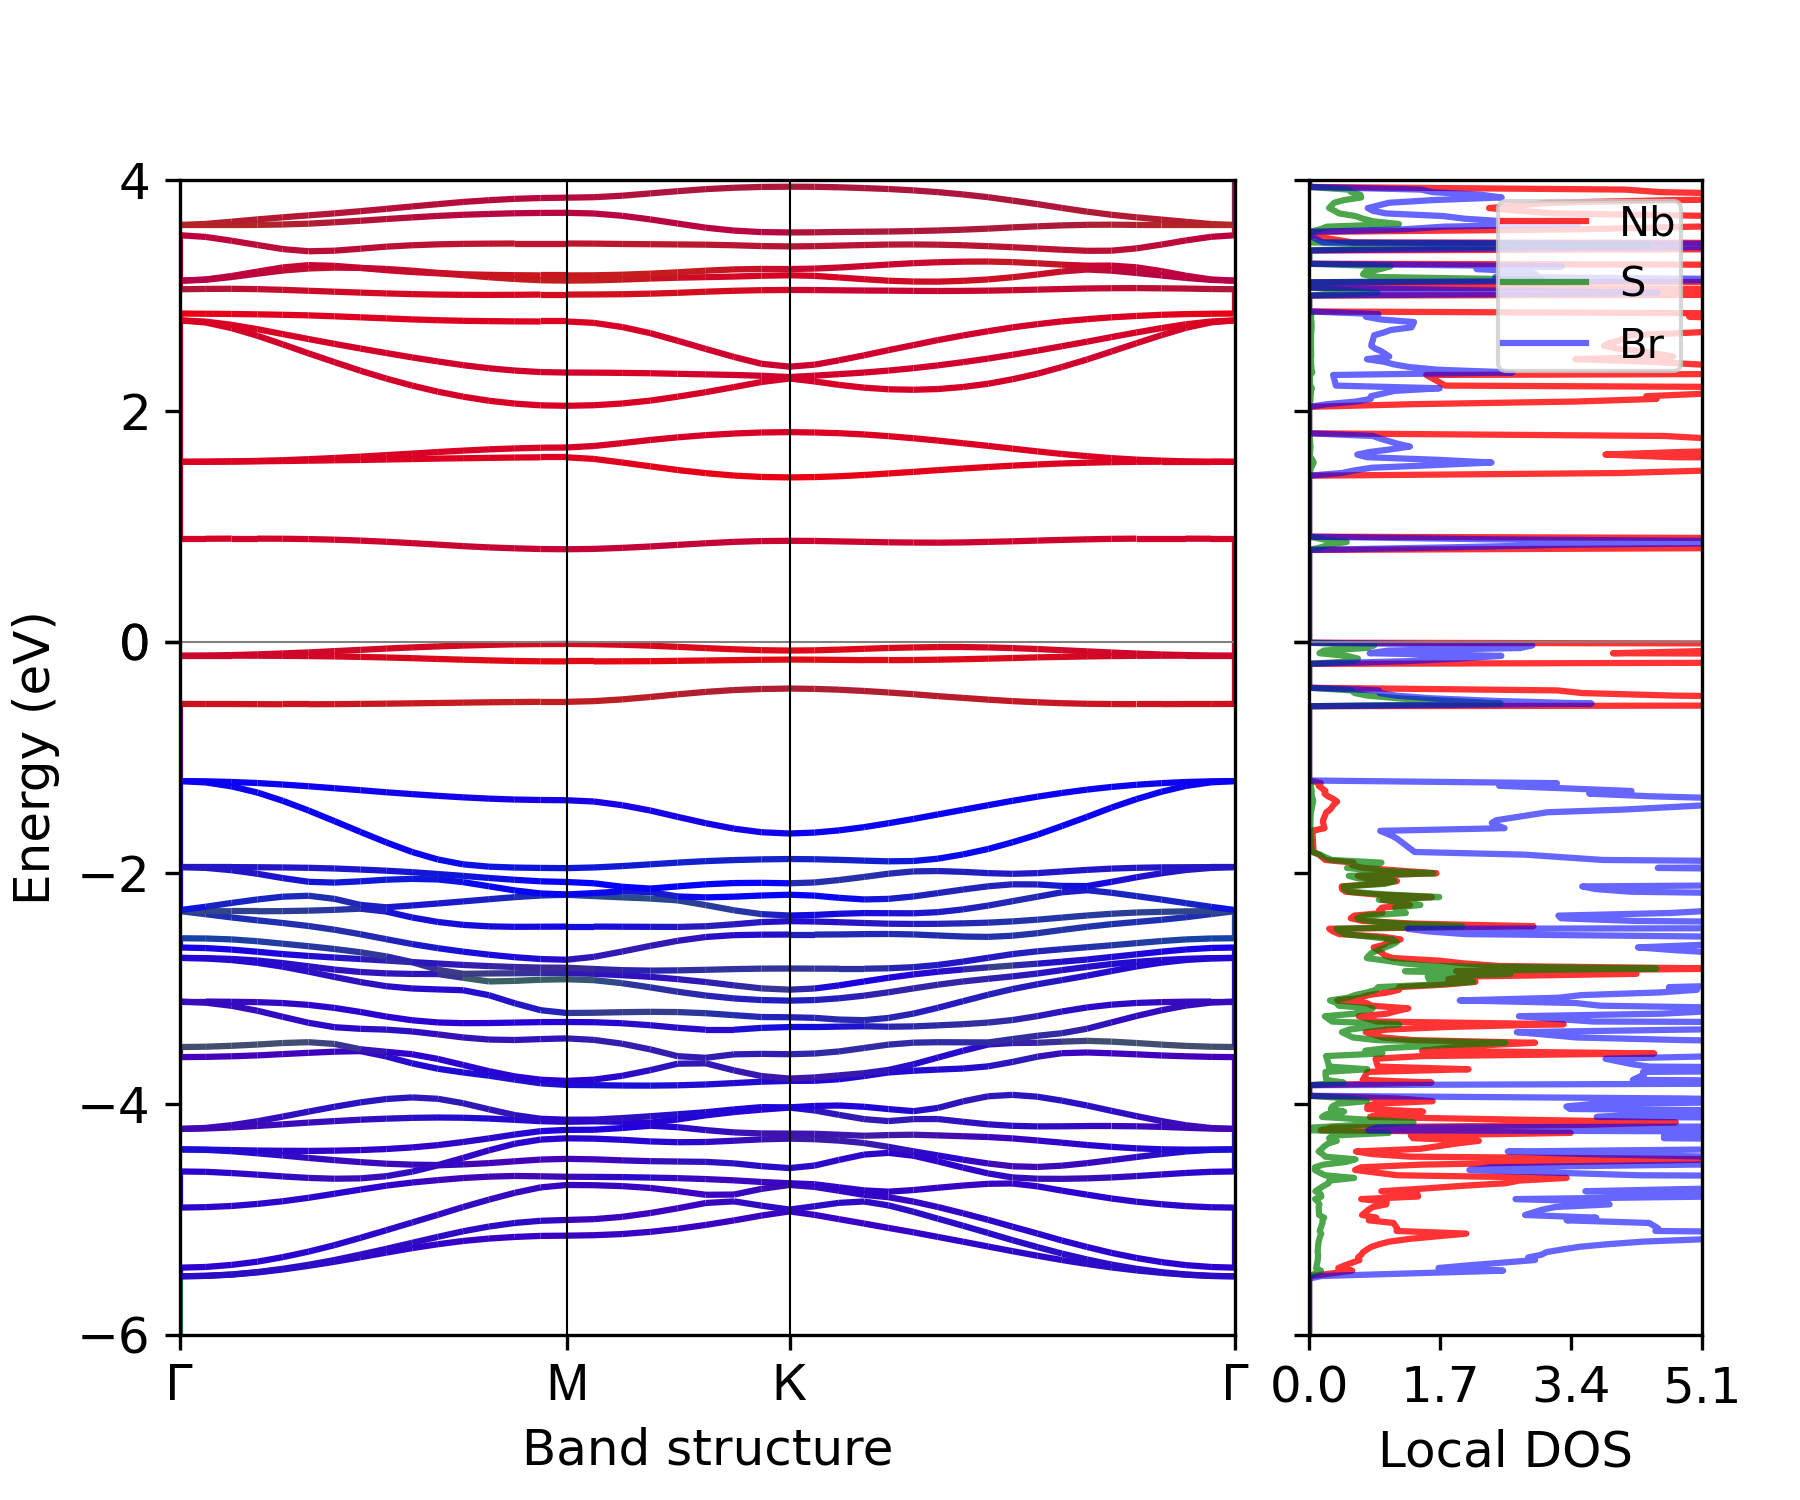 4
2
0
−2
−4
−6
Energy (eV)
Γ
M
K
Γ
Band structure
Nb
S
Br
0.0
1.7
3.4
5.1
Local DOS